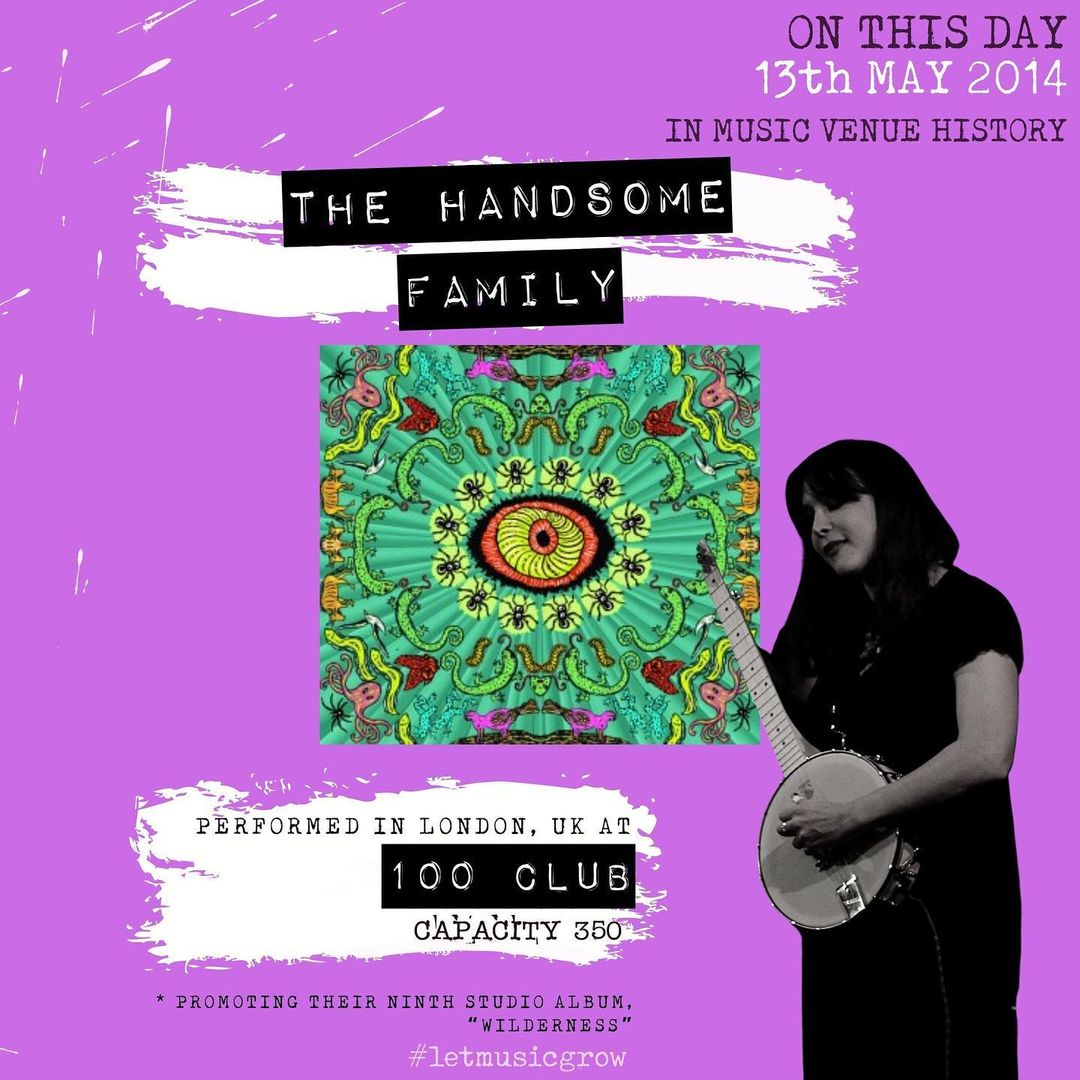 ON THIS DAY
13th MAY 2014
IN MUSIC VENUE HISTORY
THE HANDSOME
FAMILY
PERFORMED IN LONDON, UK AT
100 CLUB
CAPACITY 350
* PROMOTING THEIR NINTH STUDIO ALBUM,
"WILDERNESS"
#letmusicgrow